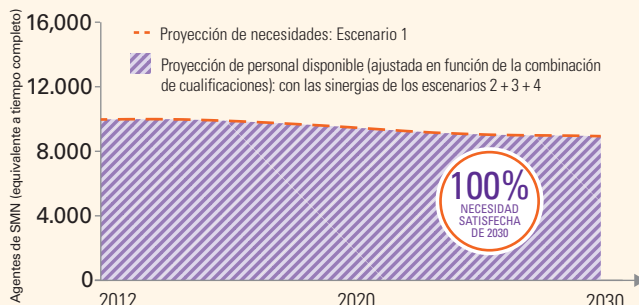 Agentes de SMN (equivalente a tiempo completo)
16,000
12,000
8.000
4.000
0
Proyección de necesidades: Escenario 1
Proyección de personal disponible (ajustada en función de la combinación
de cualificaciones): con las sinergias de los escenarios 2 + 3 + 4
100%
NECESIDAD
SATISFECHA
DE 2030
2012
2020
2030